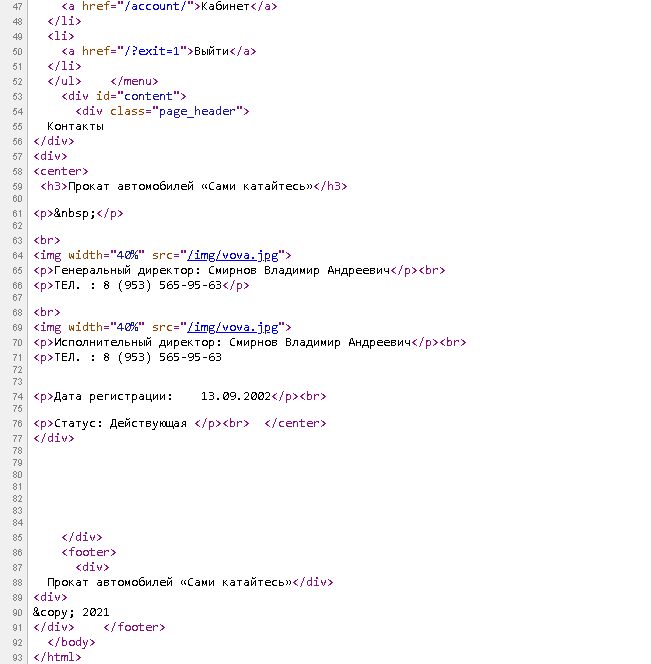 47 <a href="/account/">Кабинет</a>
48 </li>
49 <li>
50 <a href="/?exit=1">Выйти</a>
51 </li>
52 </ul> </menu>
53 <div id="content">
54 <div class="page_header">
55 Контакты
56 </div>
57 <div>
58 <center>
59 <h3>Прокат автомобилей «Сами катайтесь»</h3>
60
61 <p>&nbsp;</p>
62
63 <br>
64 <img width="40%" src="/img/vova.jpg">
65 <p>Генеральный директор: Смирнов Владимир Андреевич</p><br>
66 <p>ТЕЛ. : 8 (953) 565-95-63</p>
67
68 <br>
69 <img width="40%" src="/img/vova.jpg">
70 <p>Исполнительный директор: Смирнов Владимир Андреевич</p><br>
71 <p>ТЕЛ. : 8 (953) 565-95-63
72
73
74 <p>Дата регистрации: 13.09.2002</p><br>
75
76 <p>Статус: Действующая </p><br> </center>
77 </div>
78
79
80
81
82
83
84
85 </div>
86 <footer>
87 <div>
88 Прокат автомобилей «Сами катайтесь»</div>
89 <div>
90 &copy; 2021
91 </div> </footer>
92 </body>
93 </html>